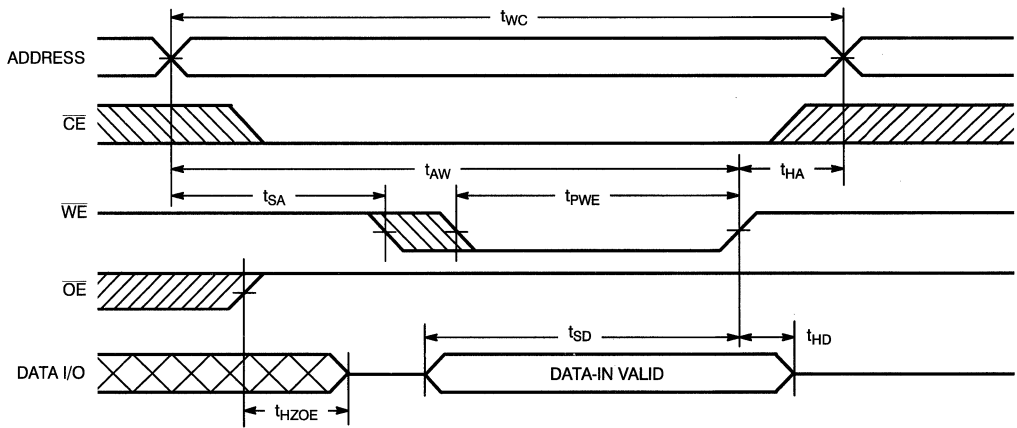 tWC
ADDRESS
CE
tAW
tHA
tSA
tPWE
WE
OE
tSD
tHD
DATA I/O
DATA-IN VALID
tHZOE